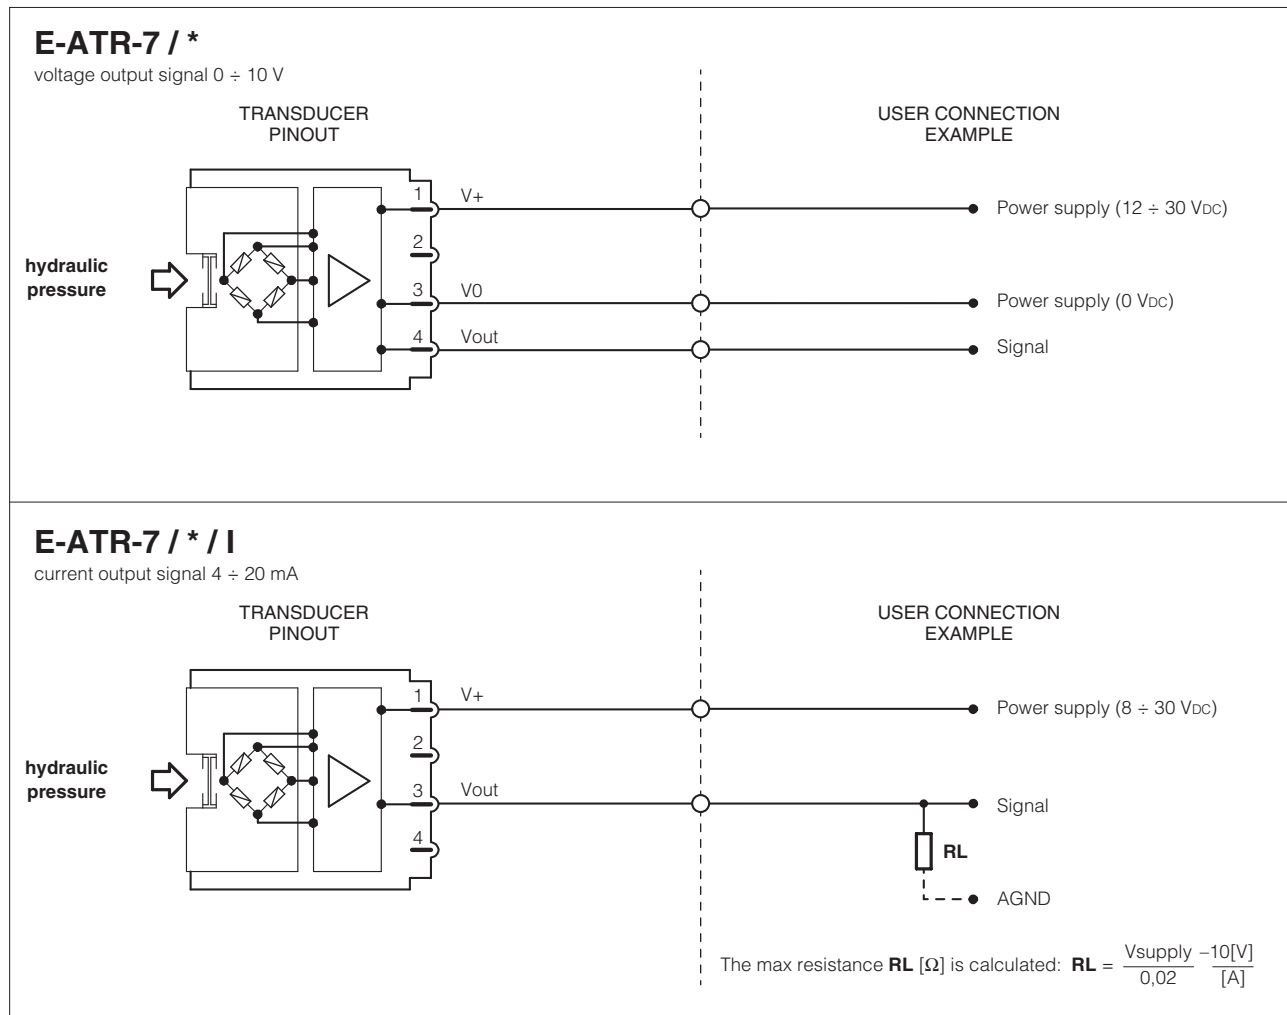 E-ATR-7 / *
voltage output signal 0 ÷ 10 V
TRANSDUCER
PINOUT
USER CONNECTION
EXAMPLE
hydraulic
pressure
1
V+
Power supply (12 ÷ 30 VDC)
2
3
V0
Power supply (0 VDC)
4
Vout
Signal
E-ATR-7 / * / I
current output signal 4 ÷ 20 mA
TRANSDUCER
PINOUT
USER CONNECTION
EXAMPLE
hydraulic
pressure
1
V+
Power supply (8 ÷ 30 VDC)
2
3
Vout
Signal
4
RL
AGND
The max resistance RL [Ω] is calculated: RL = Vsupply –10[V]
0,02 [A]